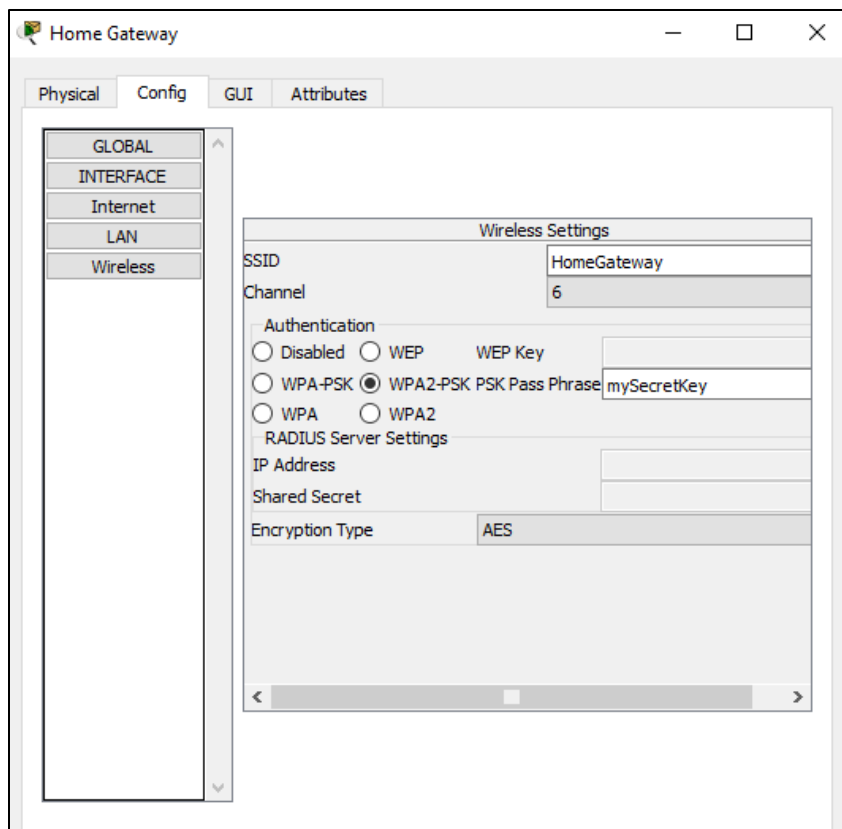 Home Gateway
Physical Config GUI Attributes
GLOBAL
INTERFACE
Internet
LAN
Wireless
Wireless Settings
SSID HomeGateway
Channel 6
Authentication
Disabled WEP WEP Key
WPA-PSK WPA2-PSK PSK Pass Phrase mySecretKey
WPA WPA2
RADIUS Server Settings
IP Address
Shared Secret
Encryption Type AES